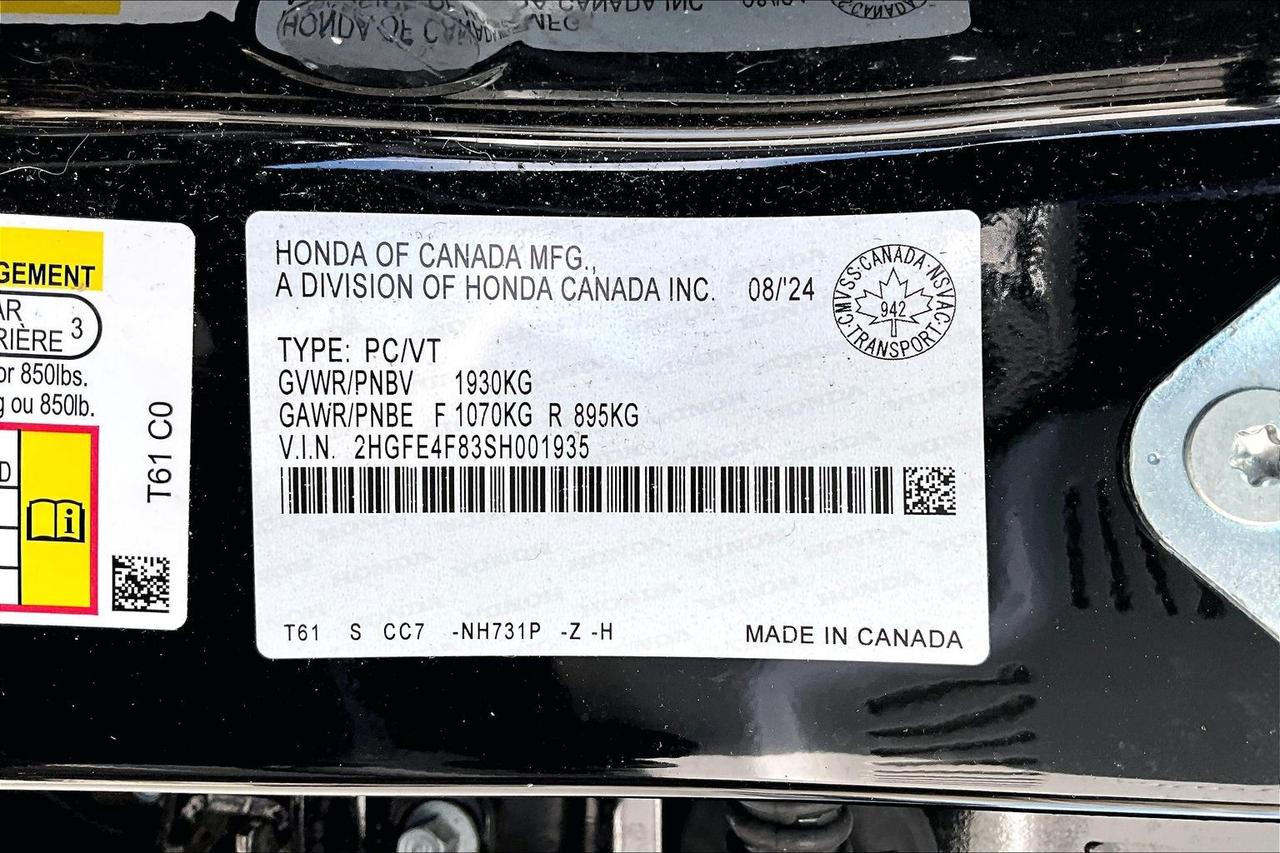 GEMENT
AR
RIÈRE 3
or 850lbs.
g ou 850lb.
D
T61 C0
HONDA OF CANADA MFG.,
A DIVISION OF HONDA CANADA INC. 08/'24
CMVSS·CANADA·NSVAC·TRANSPORT·
942
TYPE: PC/VT
GVWR/PNBV 1930KG
GAWR/PNBE F 1070KG R 895KG
V.I.N. 2HGFE4F83SH001935
T61 S CC7 -NH731P -Z -H
MADE IN CANADA